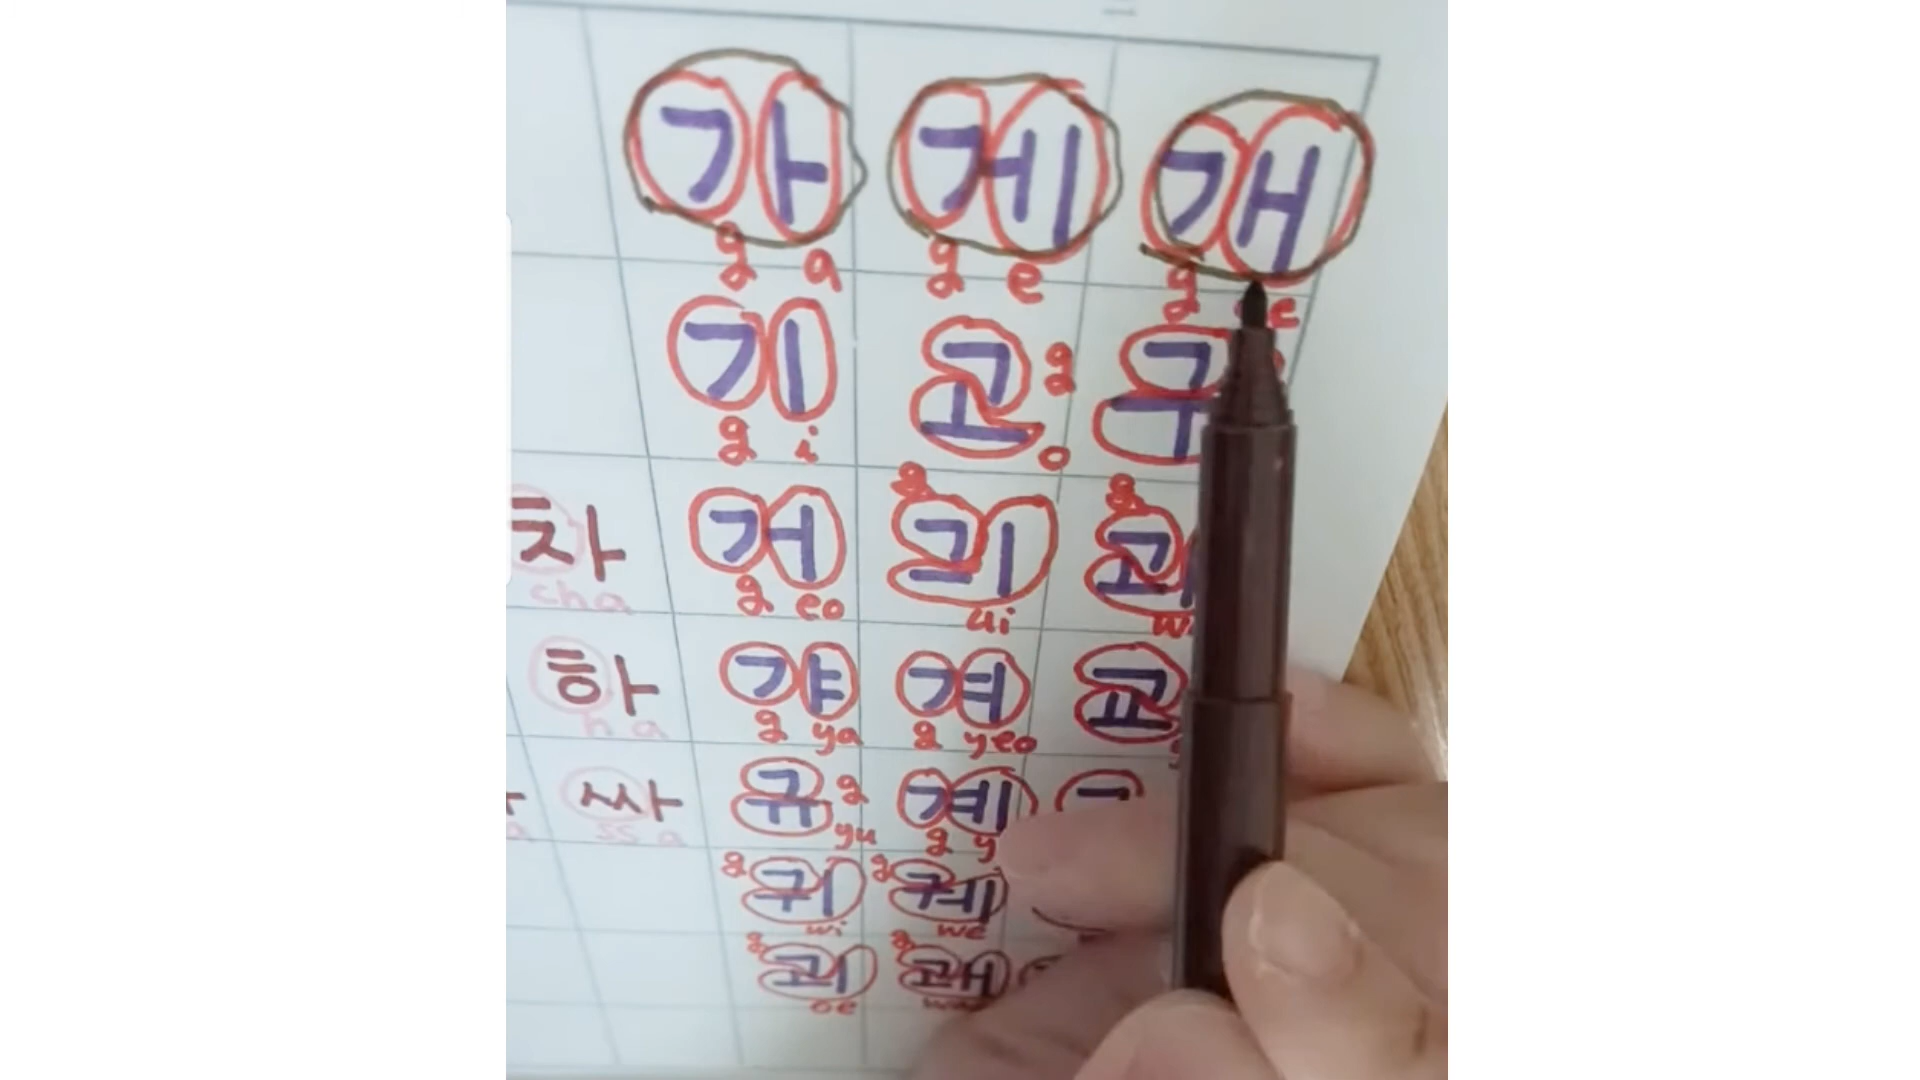 가 게 개
g a g e g e
기 고 구
g i g o
차 거 긔 과
cha g eo g ui g w
하 갸 겨 교
ha g ya g yeo
싸 규 계
a ssa g yu g y
귀 궤
g wi g we
괴 괘
g oe g